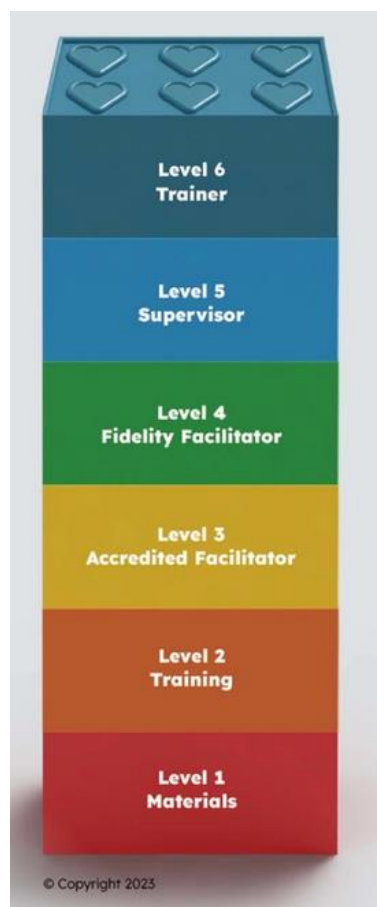 Level 6
Trainer
Level 5
Supervisor
Level 4
Fidelity Facilitator
Level 3
Accredited Facilitator
Level 2
Training
Level 1
Materials
© Copyright 2023